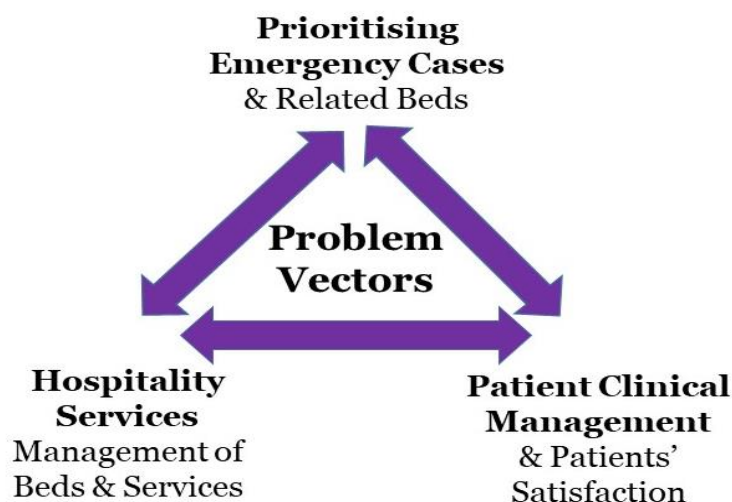 Prioritising
Emergency Cases
& Related Beds
Problem
Vectors
Hospitality
Services
Management of
Beds & Services
Patient Clinical
Management
& Patients’
Satisfaction